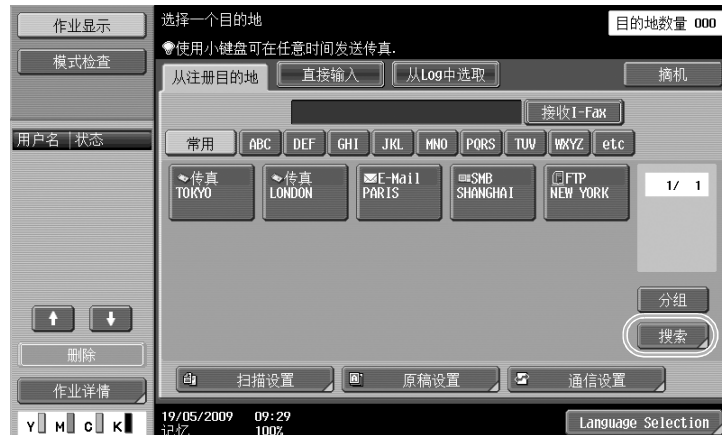 作业显示
模式检查
用户名 状态
删除
作业详情
Y M C K
选择一个目的地
目的地数量 000
使用小键盘可在任意时间发送传真.
从注册目的地 直接输入 从Log中选取 摘机
接收I-Fax
常用 ABC DEF GHI JKL MNO PQRS TUV WXYZ etc
传真 传真 E-Mail SMB FTP
TOKYO LONDON PARIS SHANGHAI NEW YORK
1/ 1
分组
搜索
扫描设置 原稿设置 通信设置
19/05/2009 09:29
记忆 100%
Language Selection